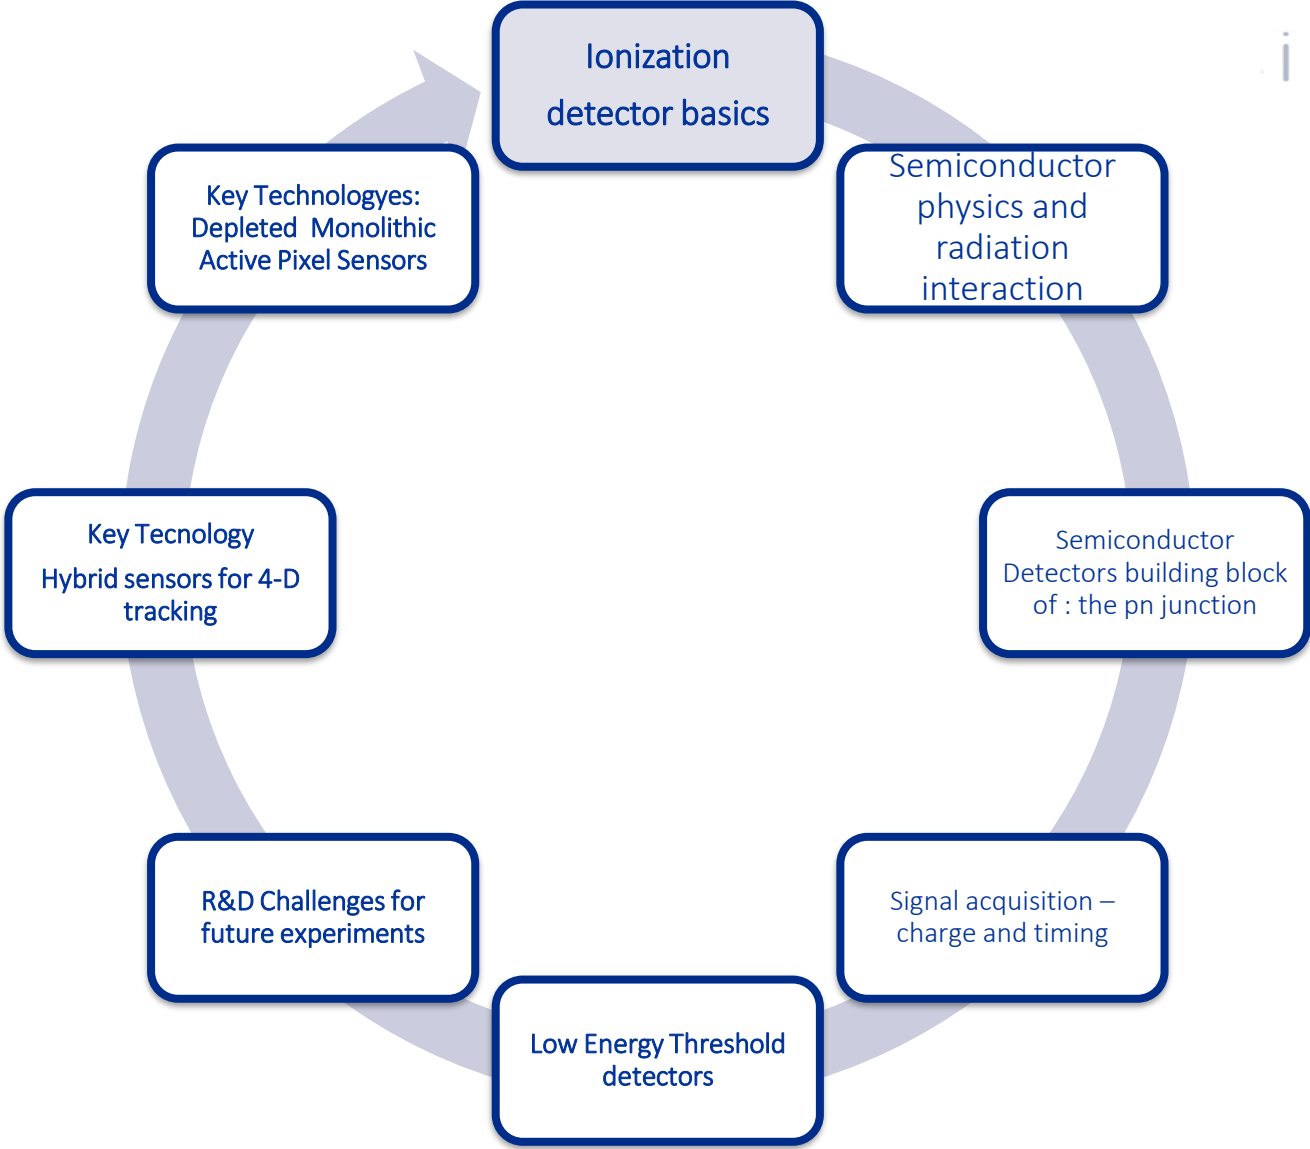 Ionization
detector basics
Semiconductor
physics and
radiation
interaction
Semiconductor
Detectors building block
of : the pn junction
Signal acquisition –
charge and timing
Low Energy Threshold
detectors
R&D Challenges for
future experiments
Key Tecnology
Hybrid sensors for 4-D
tracking
Key Technologyes:
Depleted Monolithic
Active Pixel Sensors
i